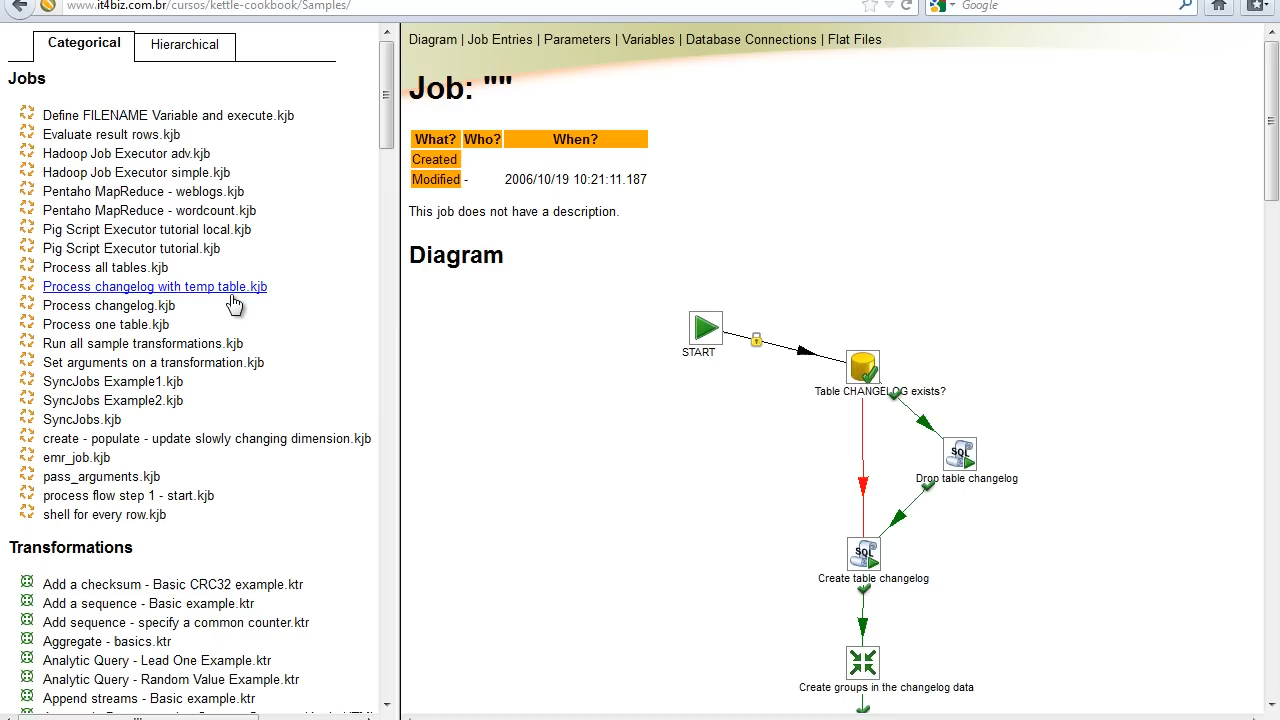 www.it4biz.com.br/cursos/kettle-cookbook/Samples/
Google
Categorical
Hierarchical
Jobs
Define FILENAME Variable and execute.kjb
Evaluate result rows.kjb
Hadoop Job Executor adv.kjb
Hadoop Job Executor simple.kjb
Pentaho MapReduce - weblogs.kjb
Pentaho MapReduce - wordcount.kjb
Pig Script Executor tutorial local.kjb
Pig Script Executor tutorial.kjb
Process all tables.kjb
Process changelog with temp table.kjb
Process changelog.kjb
Process one table.kjb
Run all sample transformations.kjb
Set arguments on a transformation.kjb
SyncJobs Example1.kjb
SyncJobs Example2.kjb
SyncJobs.kjb
create - populate - update slowly changing dimension.kjb
emr_job.kjb
pass_arguments.kjb
process flow step 1 - start.kjb
shell for every row.kjb
Transformations
Add a checksum - Basic CRC32 example.ktr
Add a sequence - Basic example.ktr
Add sequence - specify a common counter.ktr
Aggregate - basics.ktr
Analytic Query - Lead One Example.ktr
Analytic Query - Random Value Example.ktr
Append streams - Basic example.ktr
Diagram | Job Entries | Parameters | Variables | Database Connections | Flat Files
Job: ""
What? Who? When?
Created
Modified - 2006/10/19 10:21:11.187
This job does not have a description.
Diagram
START
Table CHANGELOG exists?
SQL
Drop table changelog
SQL
Create table changelog
Create groups in the changelog data